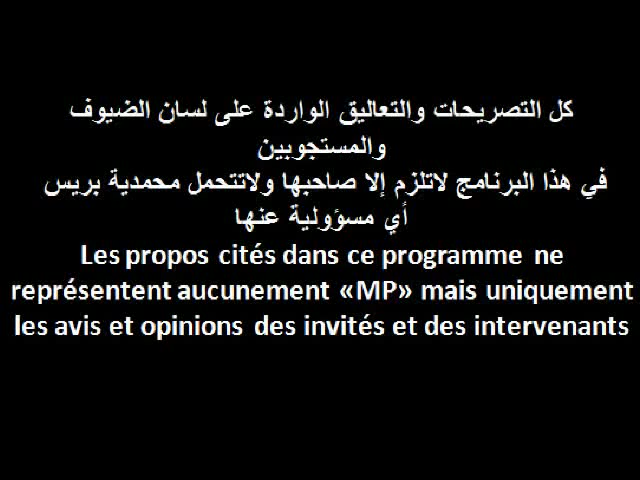 كل التصريحات والتعاليق الواردة على لسان الضيوف
والمستجوبين
في هذا البرنامج لاتلزم إلا صاحبها ولاتتحمل محمدية بريس
أي مسؤولية عنها
Les propos cités dans ce programme ne
représentent aucunement «MP» mais uniquement
les avis et opinions des invités et des intervenants